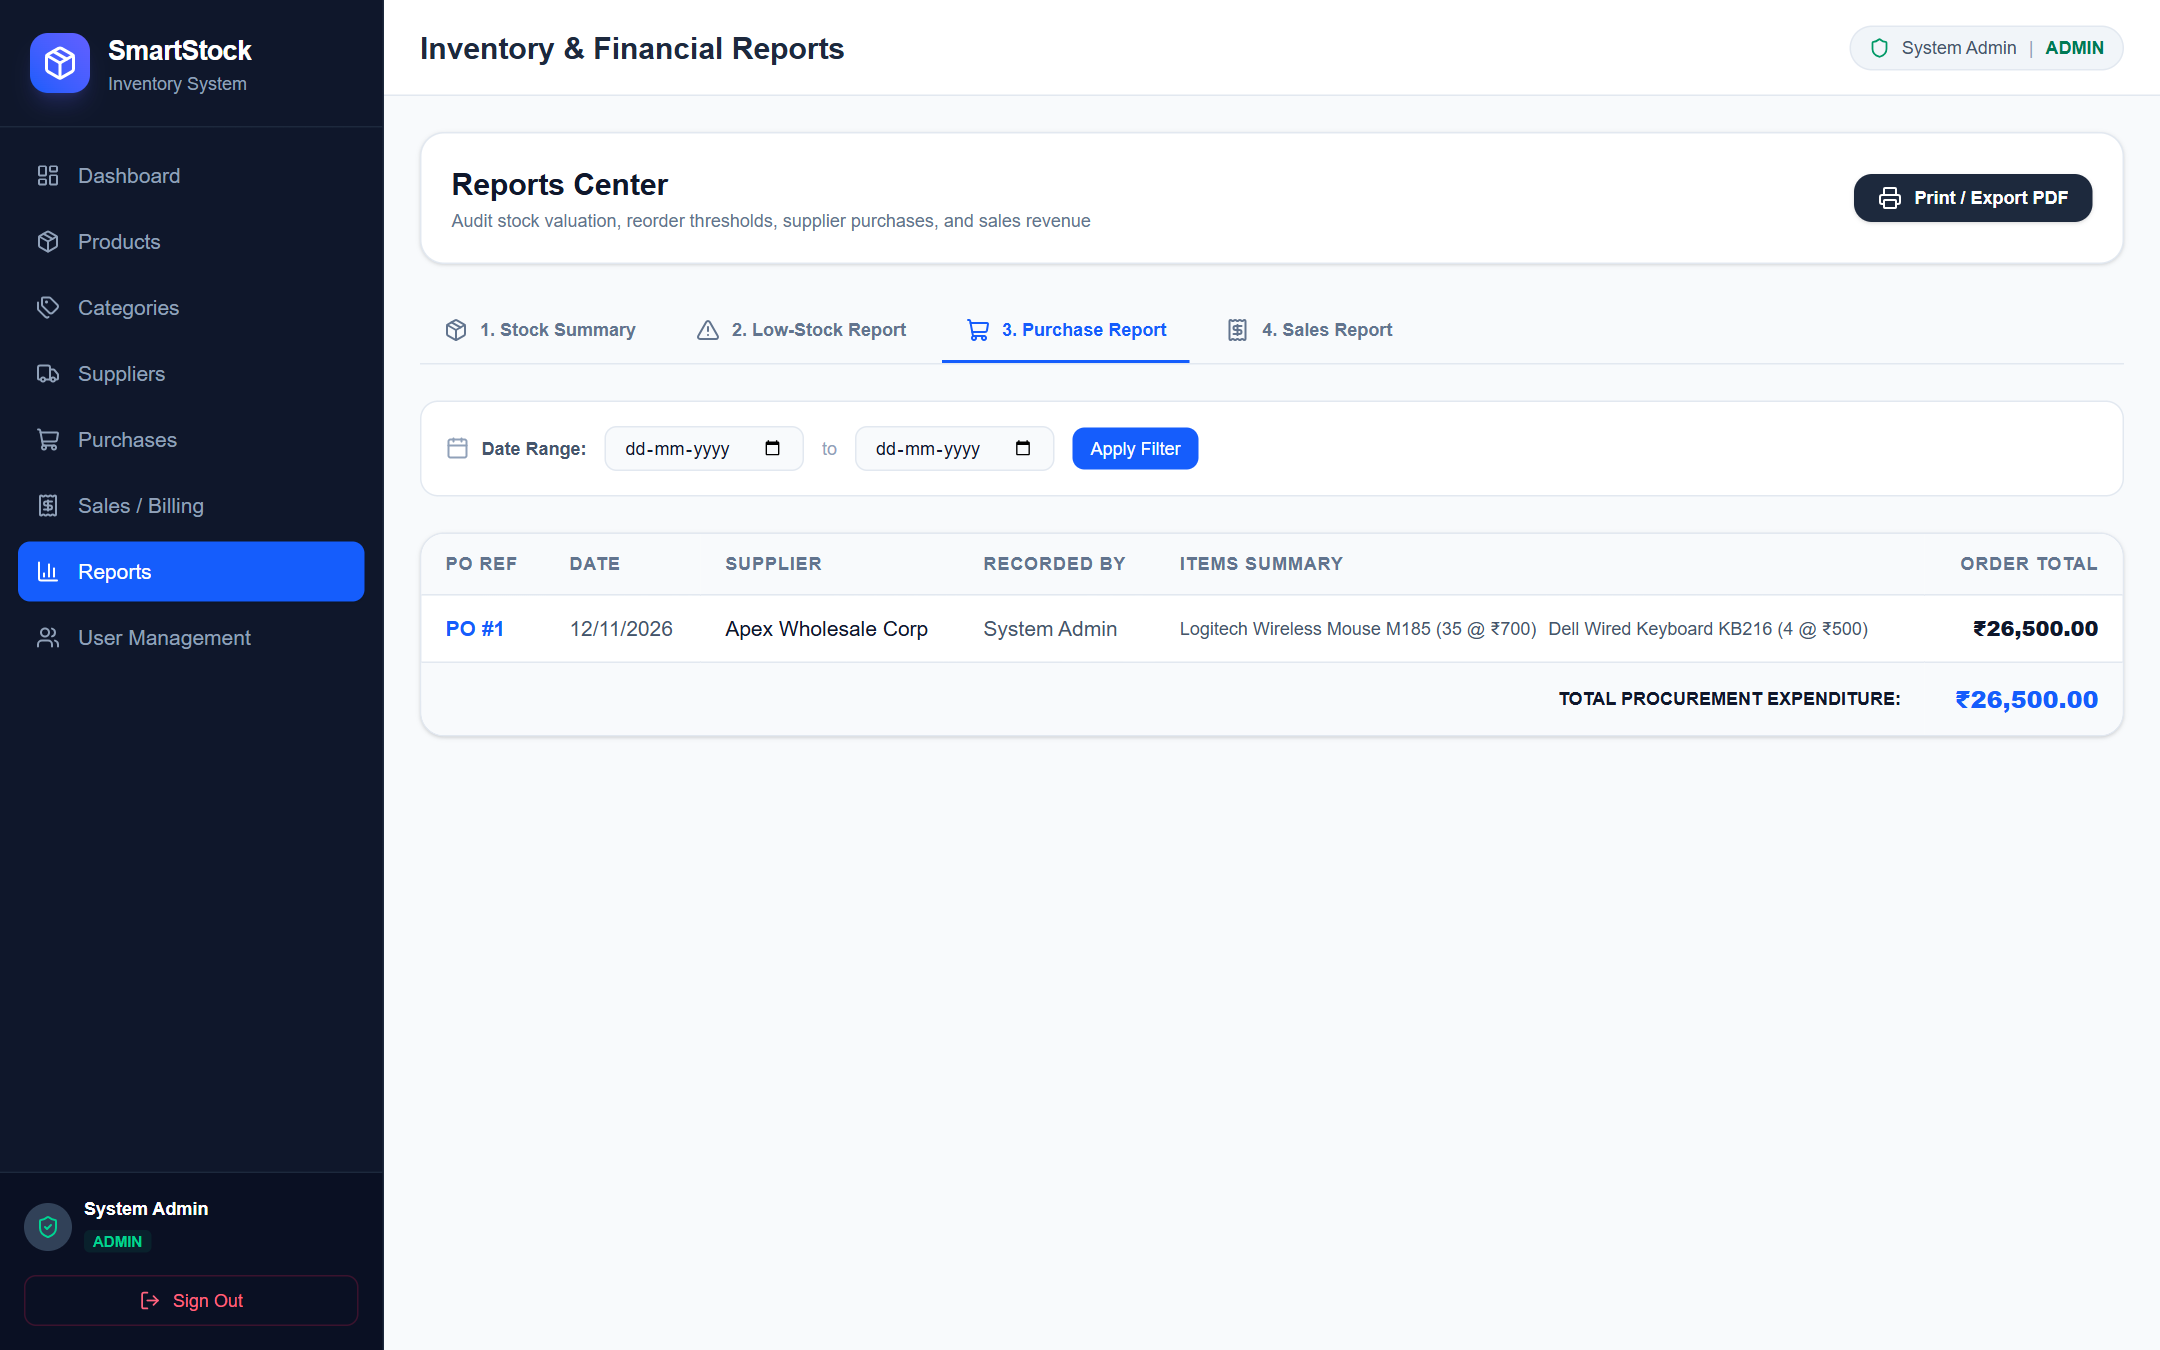 SmartStock
Inventory System
Dashboard
Products
Categories
Suppliers
Purchases
Sales / Billing
Reports
User Management
System Admin
ADMIN
Sign Out
Inventory & Financial Reports
System Admin | ADMIN
Reports Center
Audit stock valuation, reorder thresholds, supplier purchases, and sales revenue
Print / Export PDF
1. Stock Summary 2. Low-Stock Report 3. Purchase Report 4. Sales Report
Date Range: dd-mm-yyyy to dd-mm-yyyy Apply Filter
PO REF DATE SUPPLIER RECORDED BY ITEMS SUMMARY ORDER TOTAL
PO #1 12/11/2026 Apex Wholesale Corp System Admin Logitech Wireless Mouse M185 (35 @ ₹700) Dell Wired Keyboard KB216 (4 @ ₹500) ₹26,500.00
TOTAL PROCUREMENT EXPENDITURE: ₹26,500.00